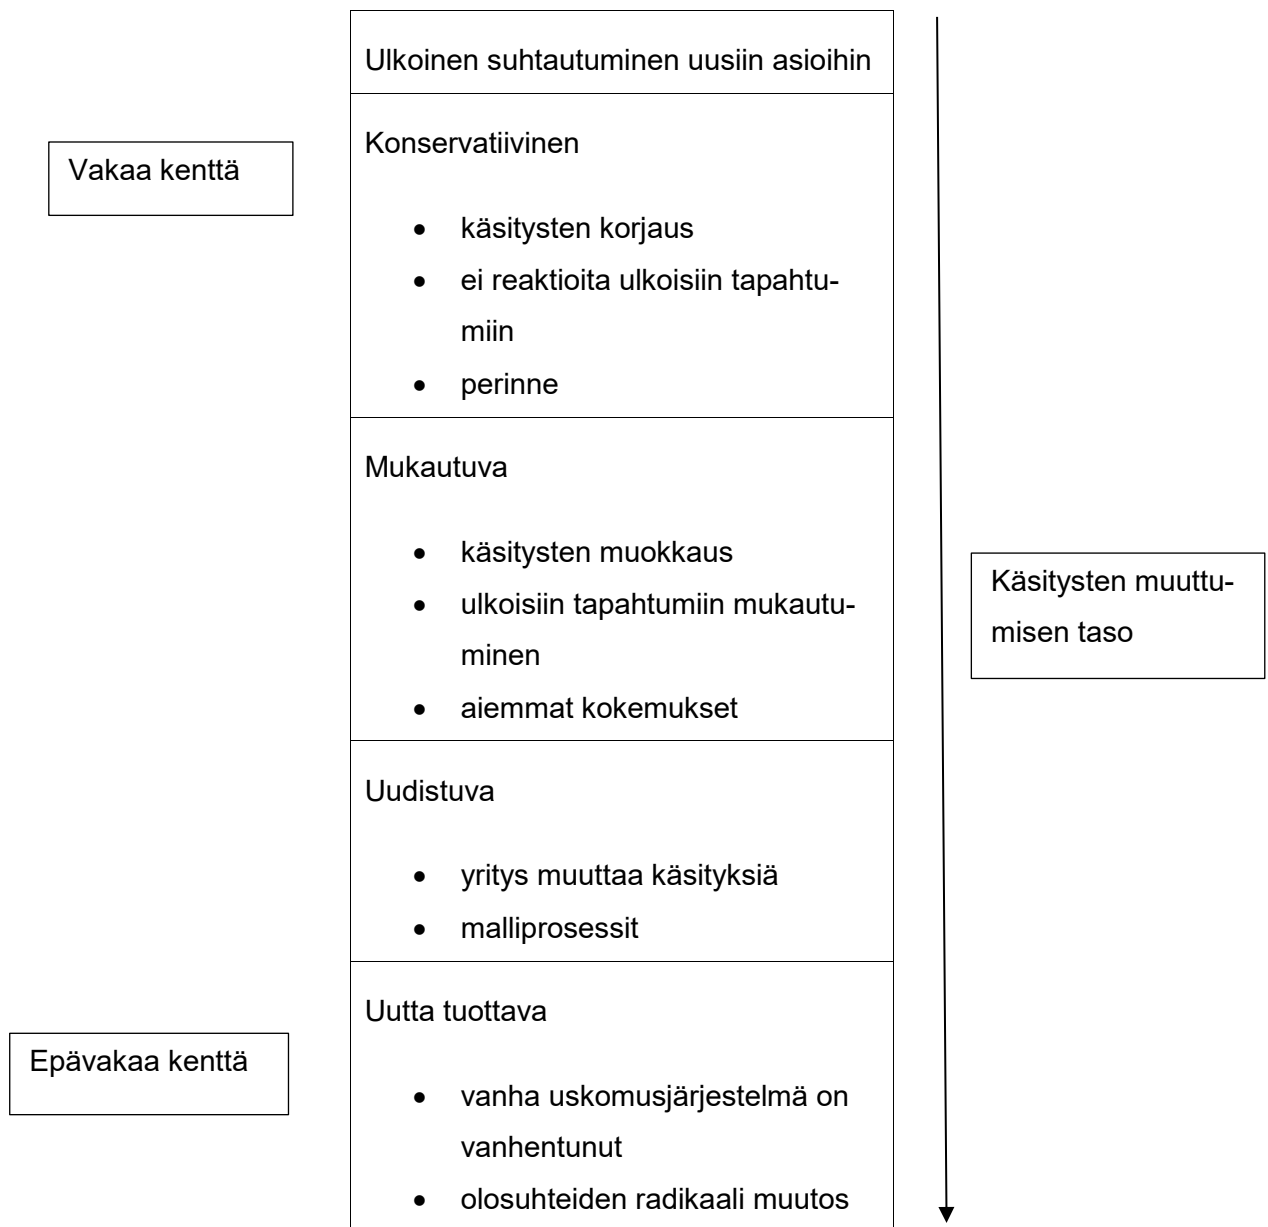 Ulkoinen suhtautuminen uusiin asioihin
Vakaa kenttä
Konservatiivinen
• käsitysten korjaus
• ei reaktioita ulkoisiin tapahtu-
miin
• perinne
Mukautuva
• käsitysten muokkaus
• ulkoisiin tapahtumiin mukautu-
minen
• aiemmat kokemukset
Käsitysten muuttu-
misen taso
Uudistuva
• yritys muuttaa käsityksiä
• malliprosessit
Epävakaa kenttä
Uutta tuottava
• vanha uskomusjärjestelmä on
vanhentunut
• olosuhteiden radikaali muutos